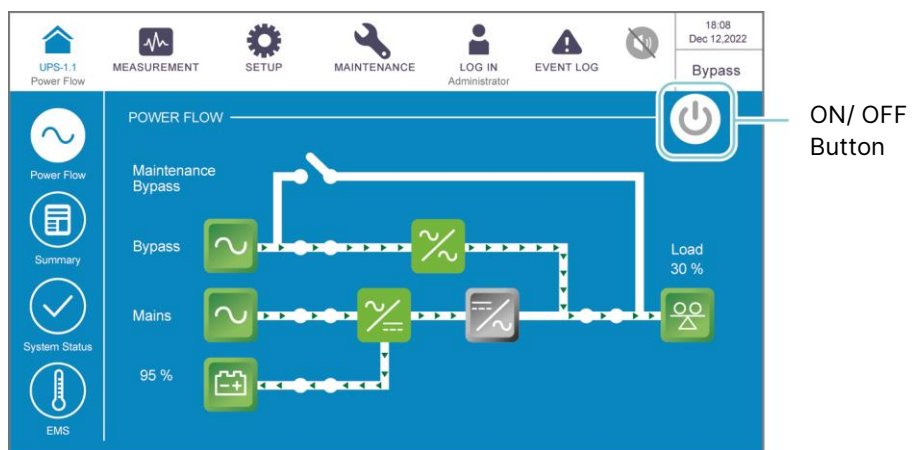 18:08
Dec 12,2022
UPS-1.1
Power Flow
MEASUREMENT
SETUP
MAINTENANCE
LOG IN
Administrator
EVENT LOG
Bypass
POWER FLOW
ON/ OFF
Button
Power Flow
Maintenance
Bypass
Summary
Bypass
Load
30 %
Mains
System Status
95 %
EMS